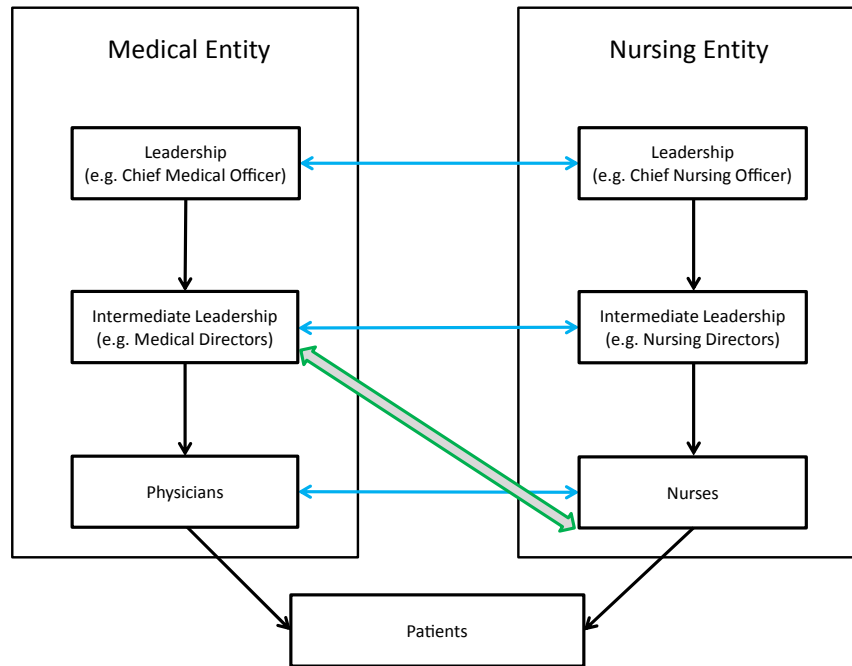 Medical Entity
Nursing Entity
Leadership
(e.g. Chief Medical Officer)
Leadership
(e.g. Chief Nursing Officer)
Intermediate Leadership
(e.g. Medical Directors)
Intermediate Leadership
(e.g. Nursing Directors)
Physicians
Nurses
Patients